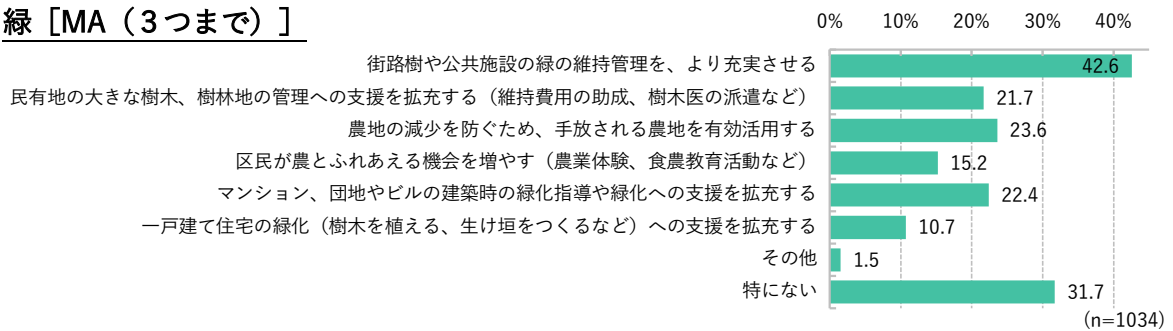 緑［MA（３つまで）］
0% 10% 20% 30% 40%
街路樹や公共施設の緑の維持管理を、より充実させる 42.6
民有地の大きな樹木、樹林地の管理への支援を拡充する（維持費用の助成、樹木医の派遣など） 21.7
農地の減少を防ぐため、手放される農地を有効活用する 23.6
区民が農とふれあえる機会を増やす（農業体験、食農教育活動など） 15.2
マンション、団地やビルの建築時の緑化指導や緑化への支援を拡充する 22.4
一戸建て住宅の緑化（樹木を植える、生け垣をつくるなど）への支援を拡充する 10.7
その他 1.5
特にない 31.7
(n=1034)